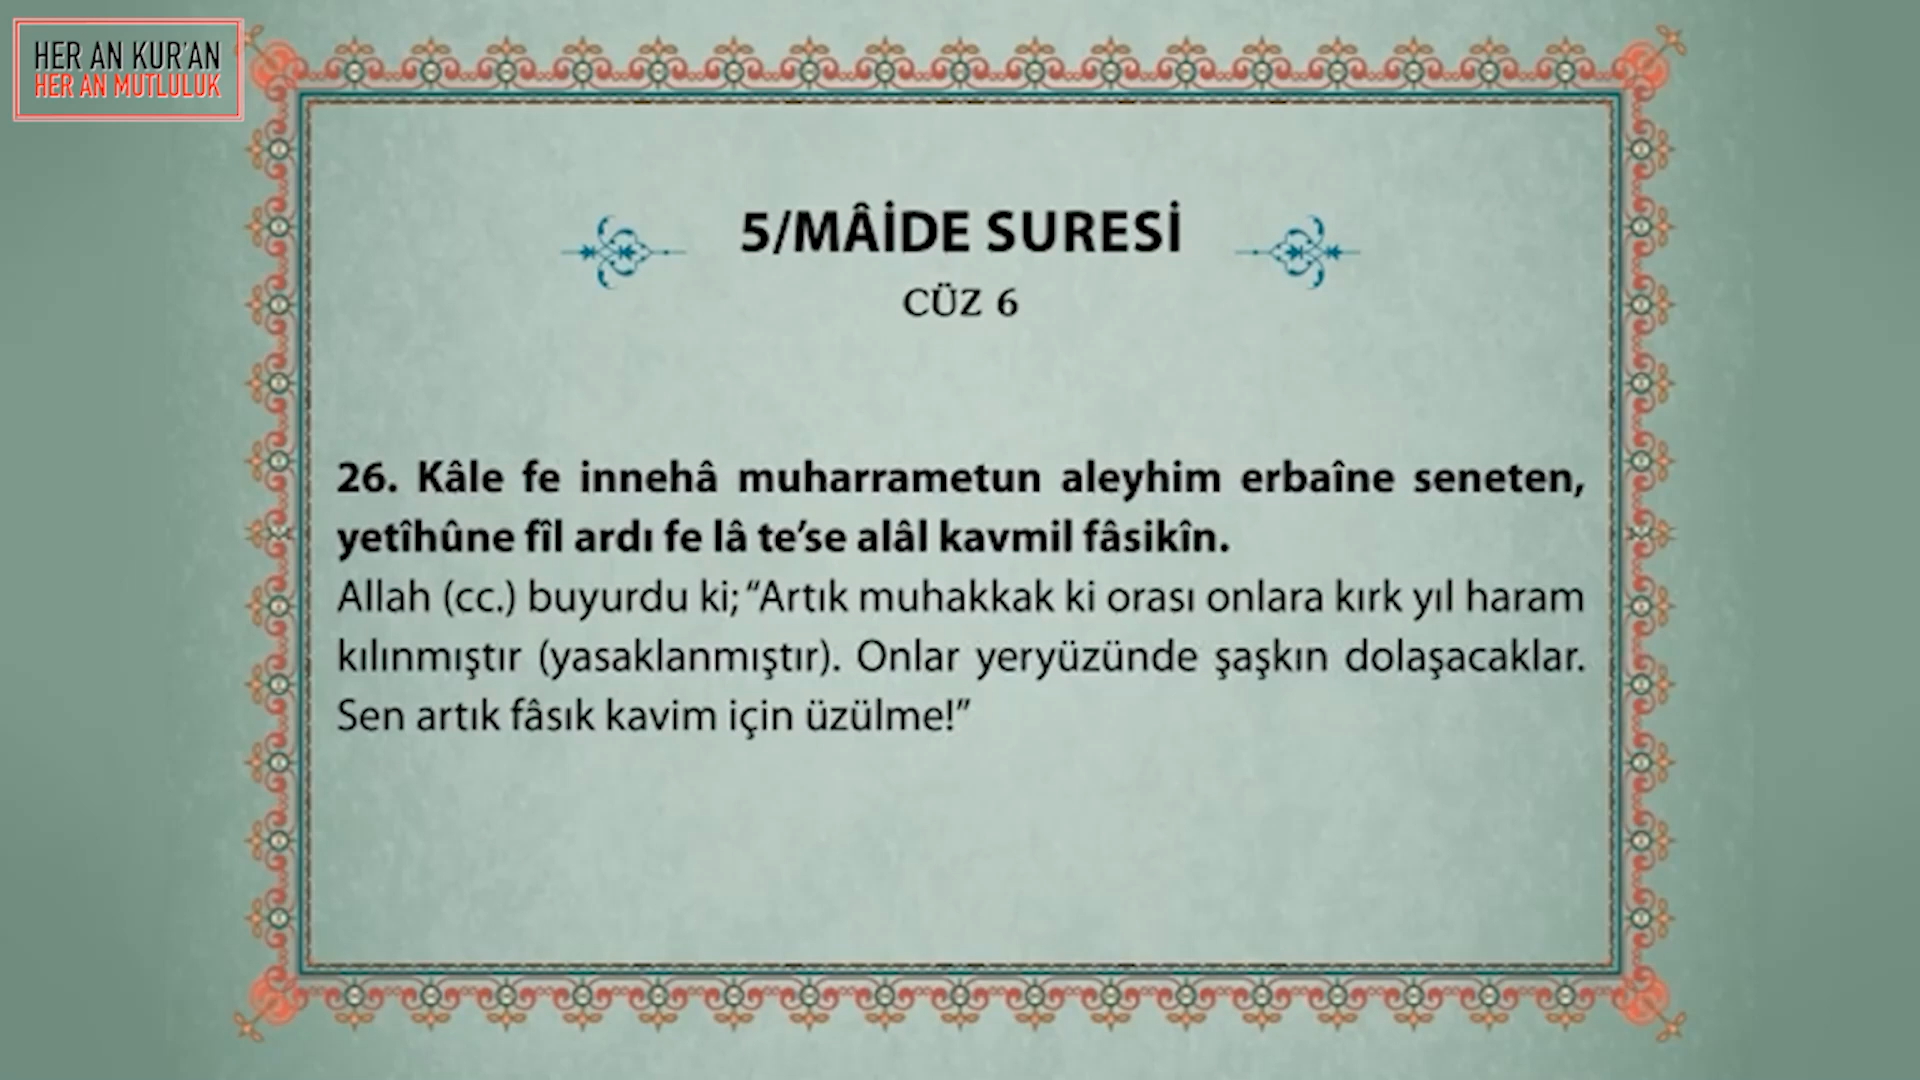 HER AN KUR'AN
HER AN MUTLULUK
5/MÂİDE SURESİ
CÜZ 6
26. Kâle fe innehâ muharrametun aleyhim erbaîne seneten,
yetîhûne fîl ardı fe lâ te’se alâl kavmil fâsikîn.
Allah (cc.) buyurdu ki; “Artık muhakkak ki orası onlara kırk yıl haram
kılınmıştır (yasaklanmıştır). Onlar yeryüzünde şaşkın dolaşacaklar.
Sen artık fâsık kavim için üzülme!”